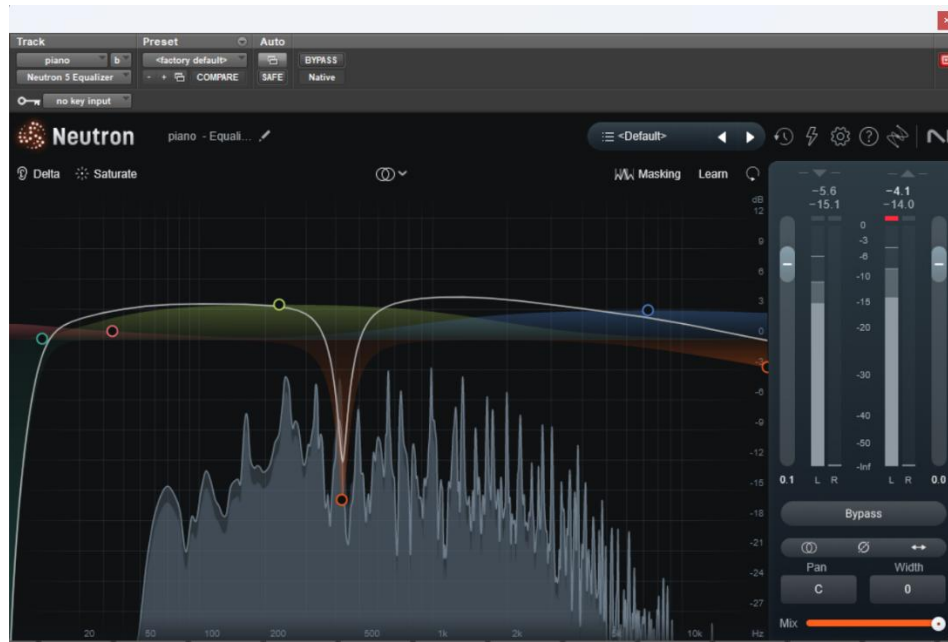 Track Preset Auto
piano b <factory default> BYPASS
Neutron 5 Equalizer - + COMPARE SAFE Native
no key input
Neutron piano - Equali... <Default>
Delta Saturate Masking Learn
dB
12
9
6
3
0
-3
-6
-9
-12
-15
-18
-21
-24
-27
20 50 100 200 500 1k 2k 5k 10k Hz
-5.6 -4.1
-15.1 -14.0
0
-3
-6
-10
-15
-20
-30
-40
-50
-Inf
0.1 L R L R 0.0
Bypass
Pan Width
C 0
Mix